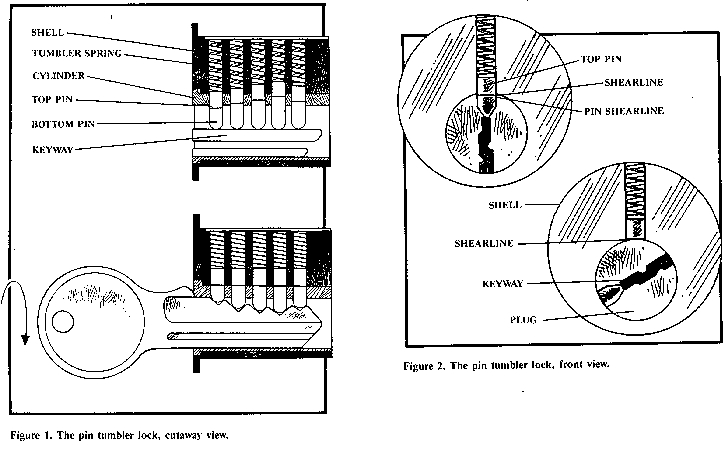 SHELL
TUMBLER SPRING
CYLINDER
TOP PIN
BOTTOM PIN
KEYWAY
Figure 1. The pin tumbler lock, cutaway view.
TOP PIN
SHEARLINE
PIN SHEARLINE
SHELL
SHEARLINE
KEYWAY
PLUG
Figure 2. The pin tumbler lock, front view.